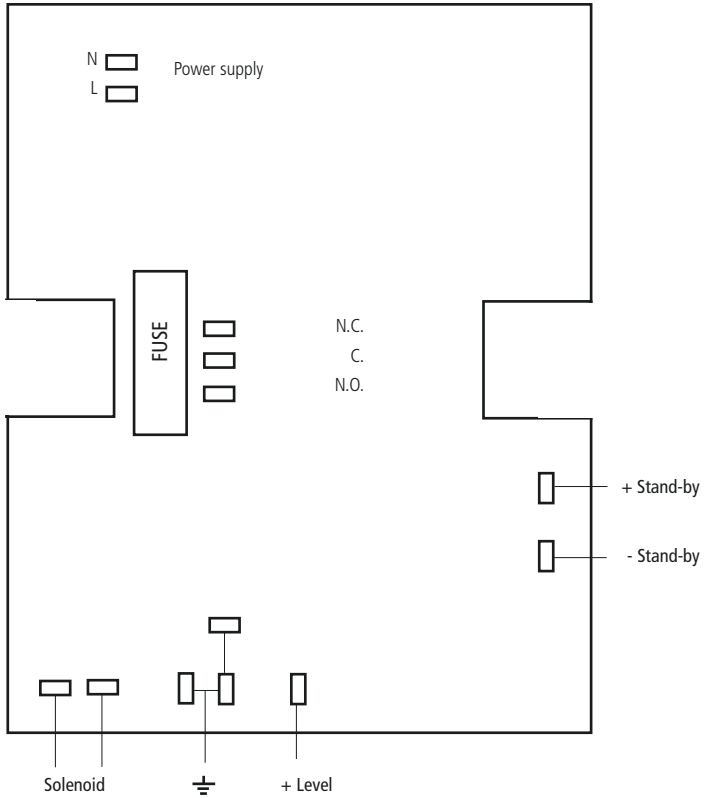 N
Power supply
L
FUSE
N.C.
C.
N.O.
+ Stand-by
- Stand-by
Solenoid
+ Level